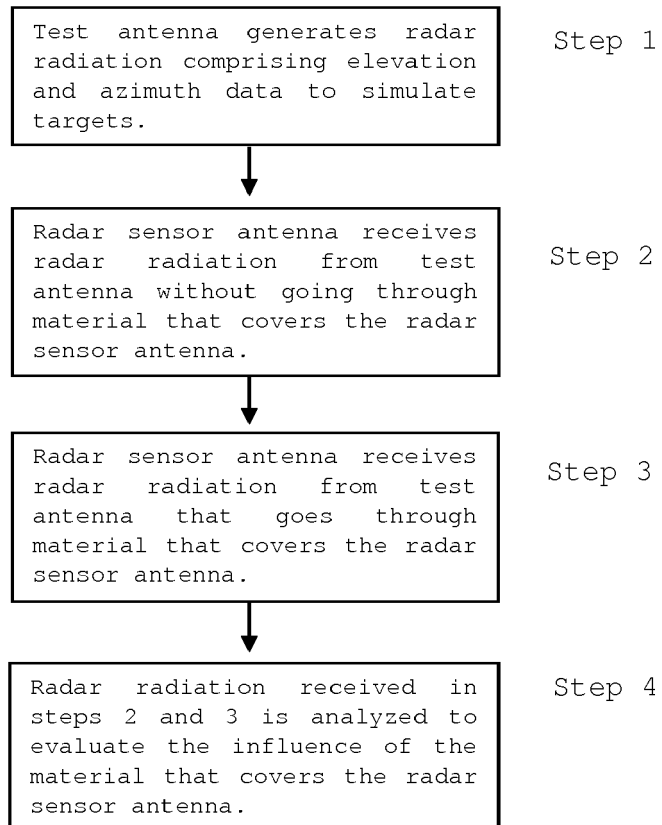 Test antenna generates radar
radiation comprising elevation
and azimuth data to simulate
targets.
Step 1
Radar sensor antenna receives
radar radiation from test
antenna without going through
material that covers the radar
sensor antenna.
Step 2
Radar sensor antenna receives
radar radiation from test
antenna that goes through
material that covers the radar
sensor antenna.
Step 3
Radar radiation received in
steps 2 and 3 is analyzed to
evaluate the influence of the
material that covers the radar
sensor antenna.
Step 4